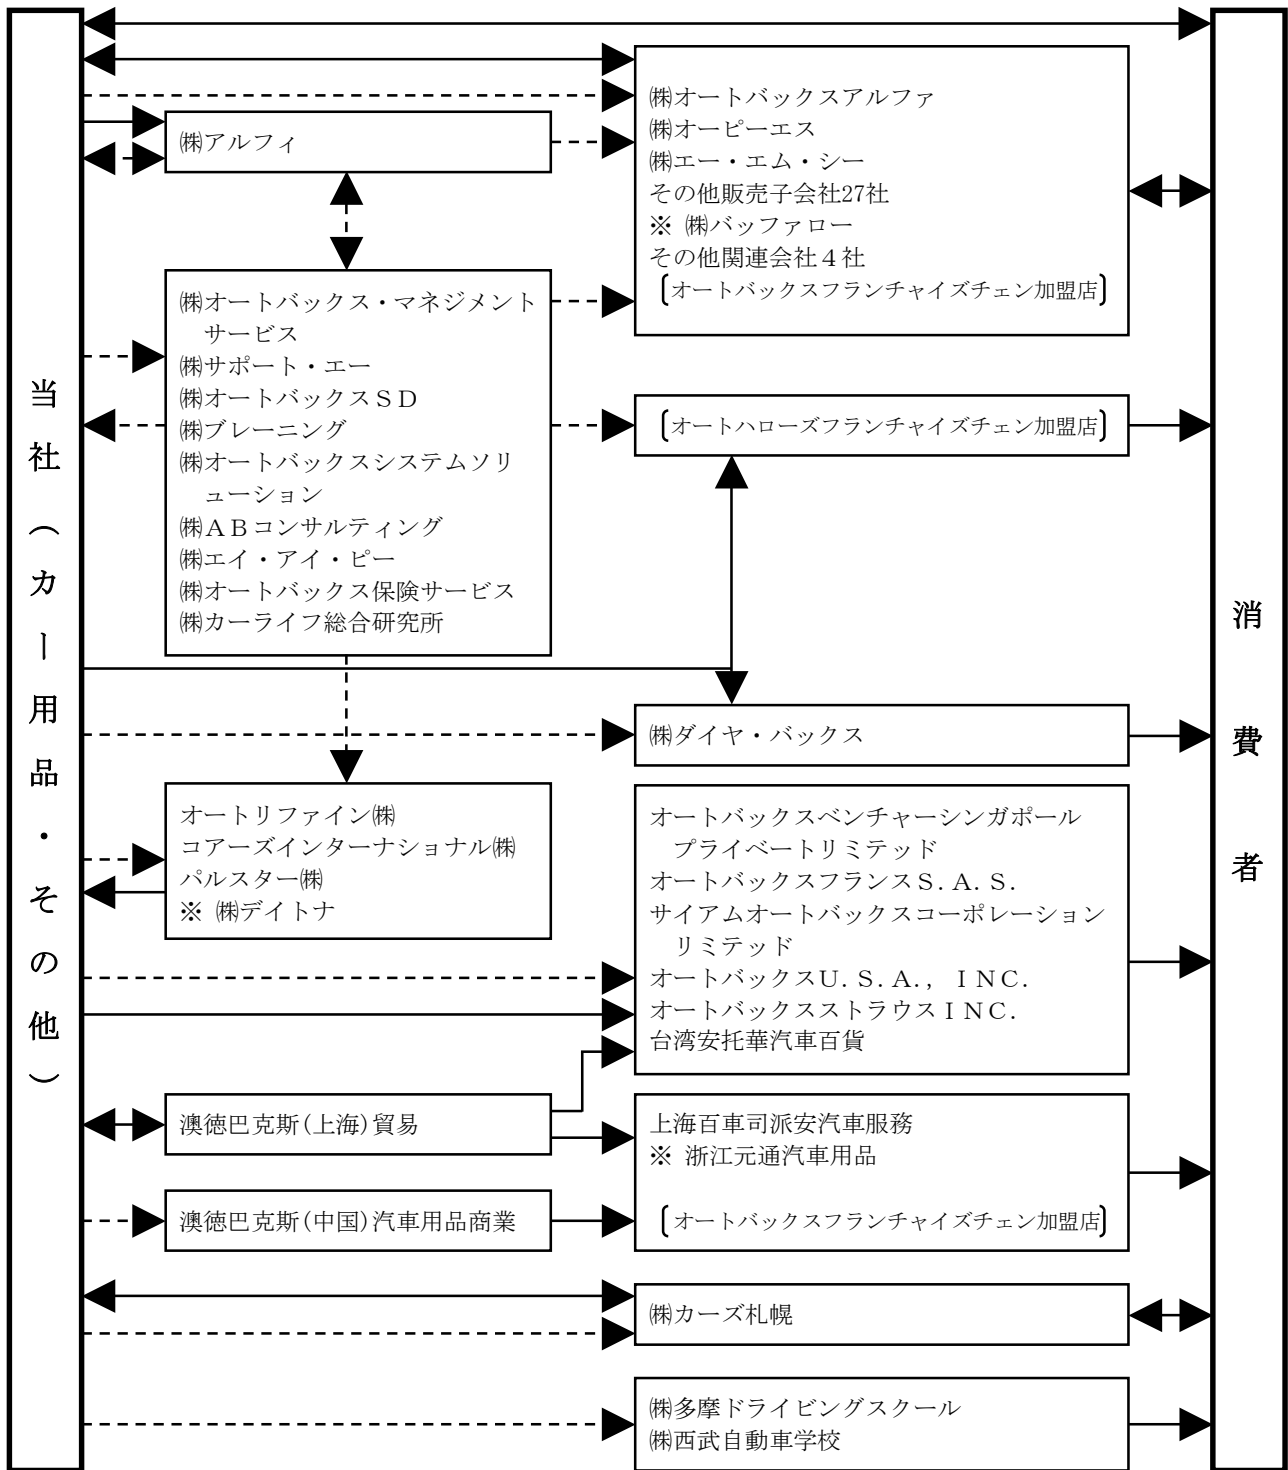 当社（カー用品・その他）
㈱アルフィ
㈱オートバックスアルファ
㈱オーピーエス
㈱エー・エム・シー
その他販売子会社27社
※ ㈱バッファロー
その他関連会社４社
〔オートバックスフランチャイズチェン加盟店〕
㈱オートバックス・マネジメント
サービス
㈱サポート・エー
㈱オートバックスＳＤ
㈱ブレーニング
㈱オートバックスシステムソリ
ューション
㈱ＡＢコンサルティング
㈱エイ・アイ・ピー
㈱オートバックス保険サービス
㈱カーライフ総合研究所
〔オートハローズフランチャイズチェン加盟店〕
㈱ダイヤ・バックス
オートリファイン㈱
コアーズインターナショナル㈱
パルスター㈱
※ ㈱デイトナ
オートバックスベンチャーシンガポール
プライベートリミテッド
オートバックスフランスＳ.Ａ.Ｓ.
サイアムオートバックスコーポレーション
リミテッド
オートバックスＵ.Ｓ.Ａ.，ＩＮＣ.
オートバックスストラウスＩＮＣ.
台湾安托華汽車百貨
澳徳巴克斯(上海)貿易
上海百車司派安汽車服務
※ 浙江元通汽車用品
〔オートバックスフランチャイズチェン加盟店〕
澳徳巴克斯(中国)汽車用品商業
㈱カーズ札幌
㈱多摩ドライビングスクール
㈱西武自動車学校
消費者